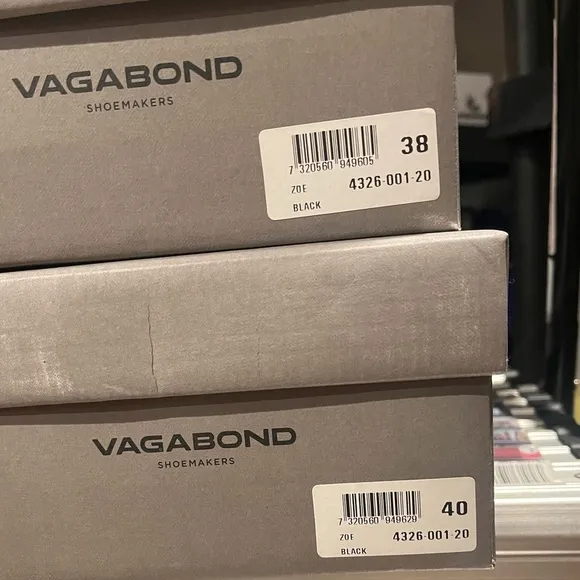 VAGABOND
SHOEMAKERS
38
7 320560 949605
ZOE 4326-001-20
BLACK
VAGABOND
SHOEMAKERS
40
7 320560 949629
ZOE 4326-001-20
BLACK